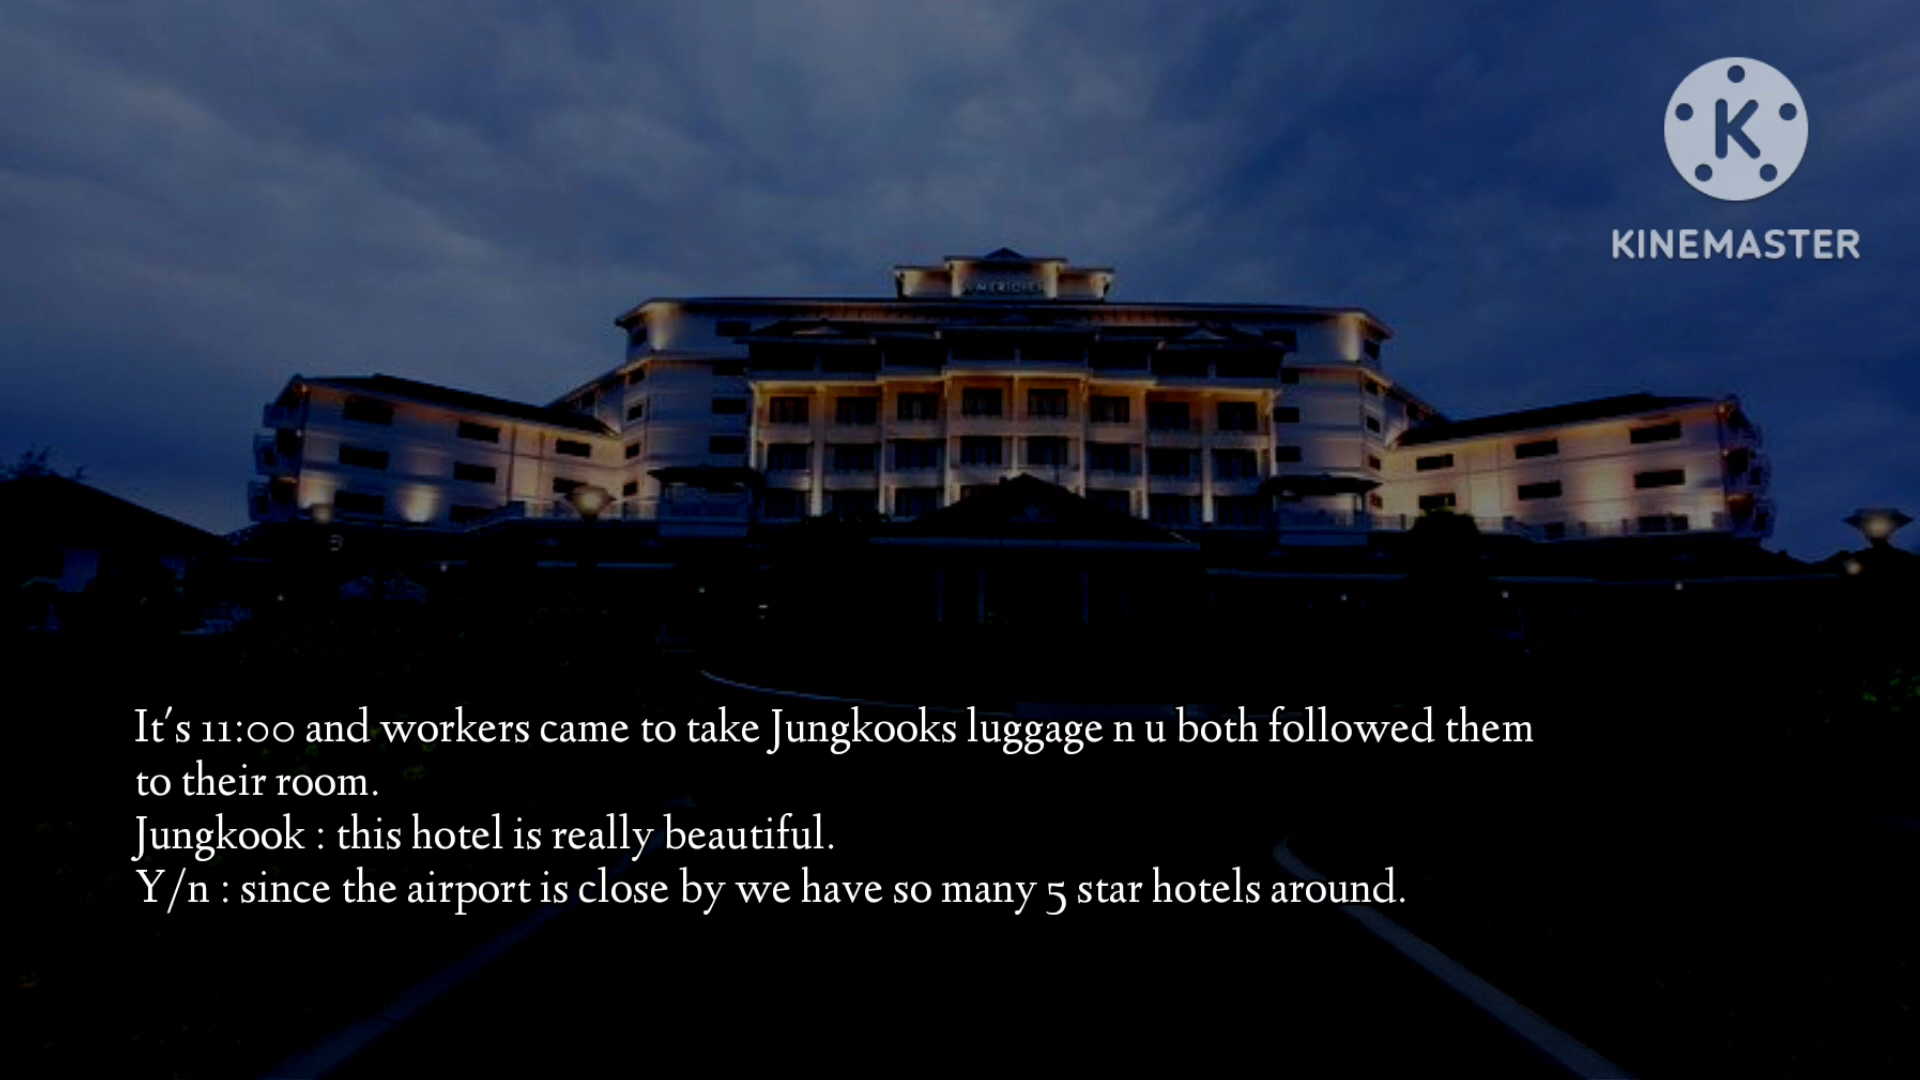 MERIDIEN
KINEMASTER
It's 11:00 and workers came to take Jungkooks luggage n u both followed them
to their room.
Jungkook : this hotel is really beautiful.
Y/n : since the airport is close by we have so many 5 star hotels around.